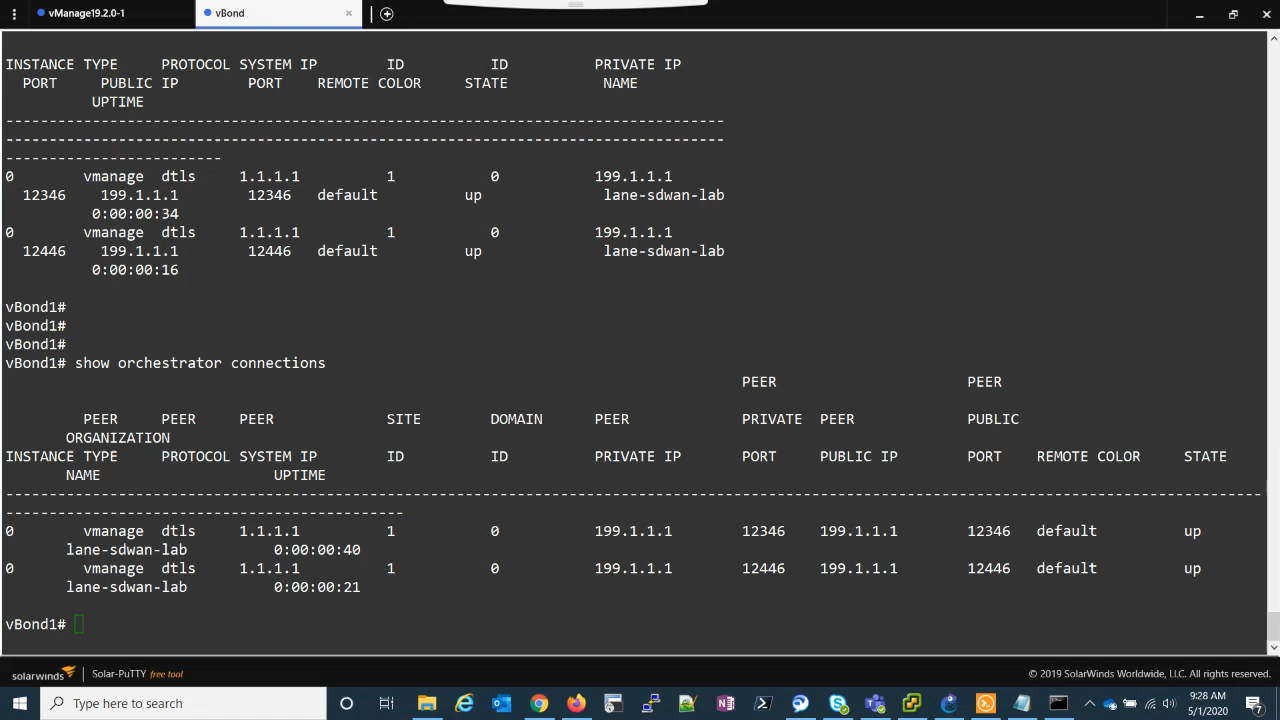 vManage19.2.0-1 vBond
INSTANCE TYPE PROTOCOL SYSTEM IP ID ID PRIVATE IP
PORT PUBLIC IP PORT REMOTE COLOR STATE NAME
UPTIME
-----------------------------------------------------------------------------------
-----------------------------------------------------------------------------------
-------------------------
0 vmanage dtls 1.1.1.1 1 0 199.1.1.1
12346 199.1.1.1 12346 default up lane-sdwan-lab
0:00:00:34
0 vmanage dtls 1.1.1.1 1 0 199.1.1.1
12446 199.1.1.1 12446 default up lane-sdwan-lab
0:00:00:16
vBond1#
vBond1#
vBond1#
vBond1# show orchestrator connections
PEER PEER
PEER PEER PEER SITE DOMAIN PEER PRIVATE PEER PUBLIC
ORGANIZATION
INSTANCE TYPE PROTOCOL SYSTEM IP ID ID PRIVATE IP PORT PUBLIC IP PORT REMOTE COLOR STATE
NAME UPTIME
-------------------------------------------------------------------------------------------------------------------------------------------------
----------------------------------------------
0 vmanage dtls 1.1.1.1 1 0 199.1.1.1 12346 199.1.1.1 12346 default up
lane-sdwan-lab 0:00:00:40
0 vmanage dtls 1.1.1.1 1 0 199.1.1.1 12446 199.1.1.1 12446 default up
lane-sdwan-lab 0:00:00:21
vBond1#
solarwinds Solar-PuTTY free tool © 2019 SolarWinds Worldwide, LLC. All rights reserved.
Type here to search
9:28 AM
5/1/2020
7